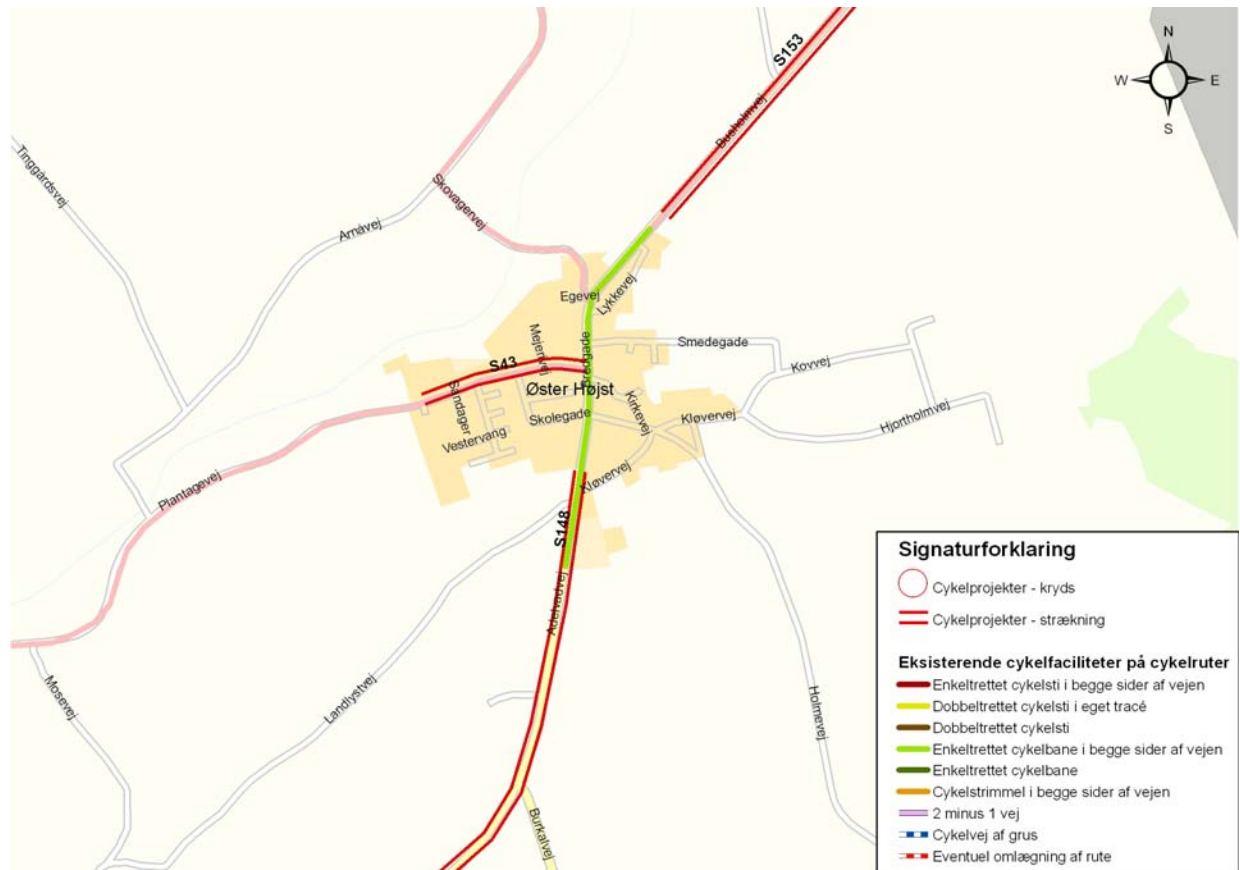 S153
Busholmvej
N
W
E
S
Tinggårdsvej
Skovagervej
Arnåvej
Egevej
Lykkevej
Mejerivej
Bredgade
Smedegade
S43
Kovvej
Øster Højst
Sandager
Kirkevej
Skolegade
Kløvervej
Hjortholmvej
Vestervang
Plantagevej
Kløvervej
S148
Adelvadvej
Mosevej
Landlystvej
Holmevej
Burkalvej
Signaturforklaring
Cykelprojekter - kryds
Cykelprojekter - strækning
Eksisterende cykelfaciliteter på cykelruter
Enkeltrettet cykelsti i begge sider af vejen
Dobbeltrettet cykelsti i eget tracé
Dobbeltrettet cykelsti
Enkeltrettet cykelbane i begge sider af vejen
Enkeltrettet cykelbane
Cykelstrimmel i begge sider af vejen
2 minus 1 vej
Cykelvej af grus
Eventuel omlægning af rute